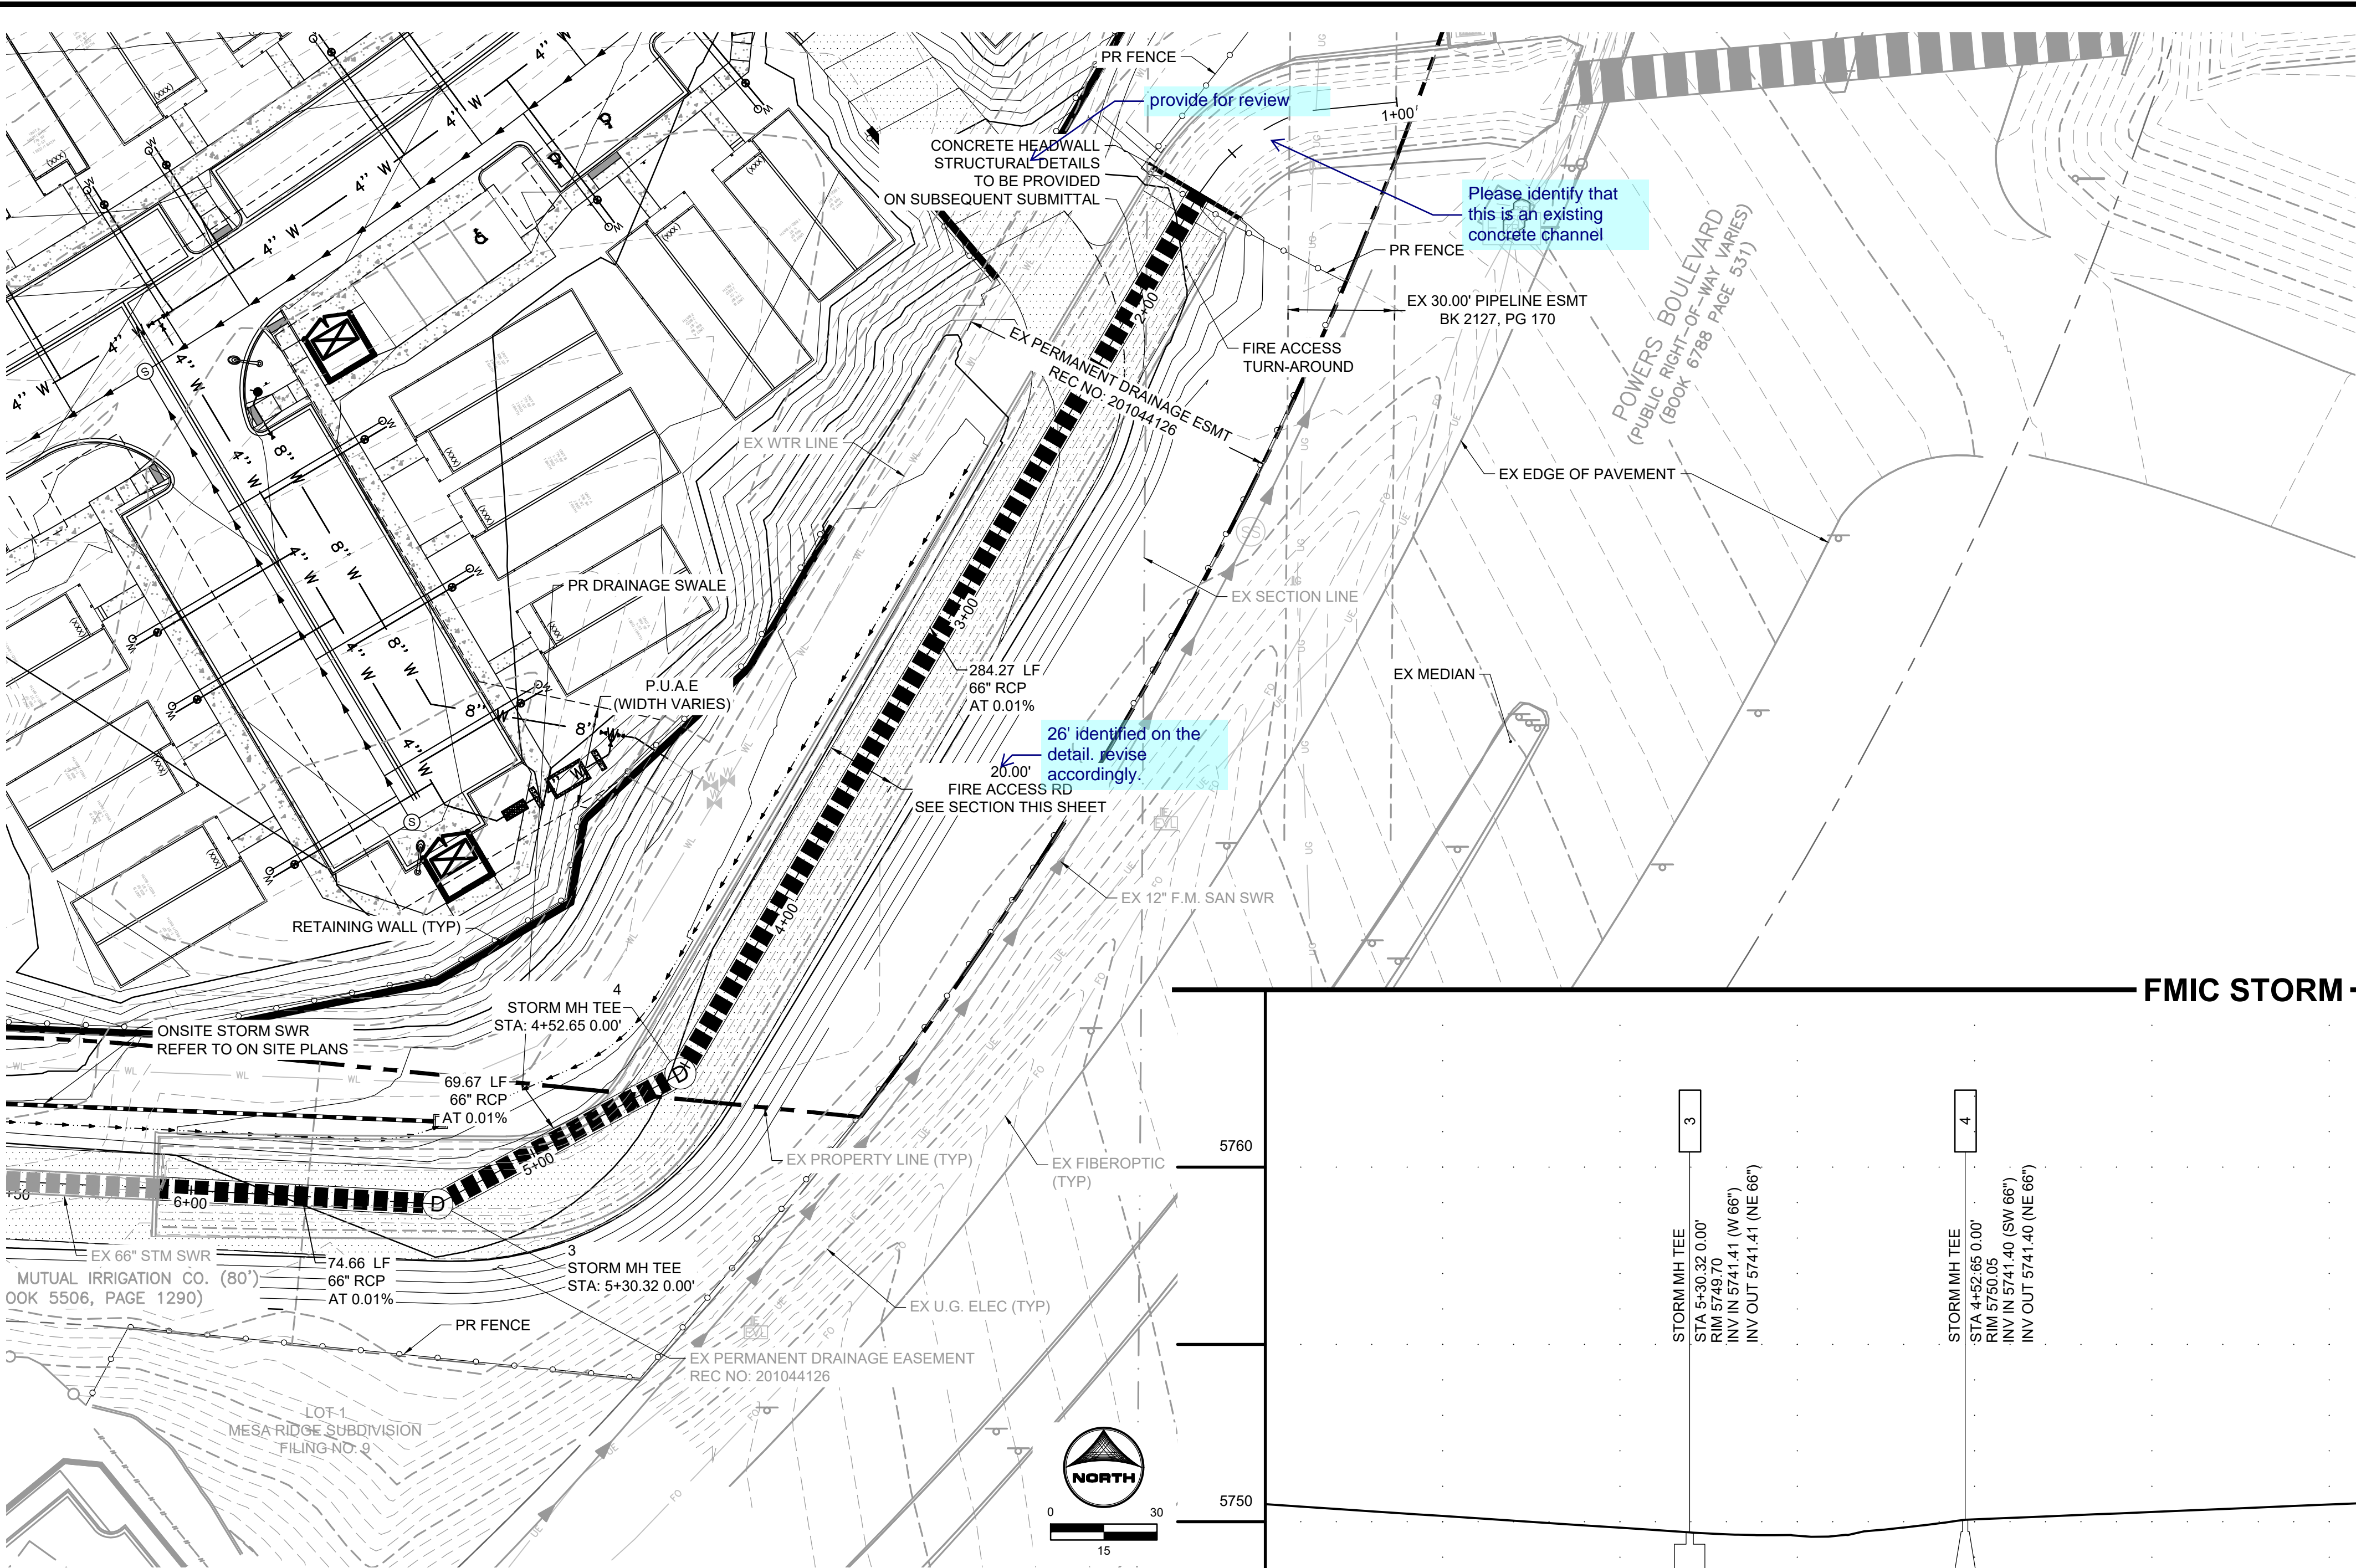 PR FENCE
provide for review
1+00
CONCRETE HEADWALL
STRUCTURAL DETAILS
TO BE PROVIDED
ON SUBSEQUENT SUBMITTAL
Please identify that
this is an existing
concrete channel
PR FENCE
POWERS BOULEVARD
(PUBLIC RIGHT-OF-WAY VARIES)
(BOOK 6788 PAGE 531)
EX 30.00' PIPELINE ESMT
BK 2127, PG 170
2+00
FIRE ACCESS
TURN-AROUND
EX PERMANENT DRAINAGE ESMT
REC NO: 201044126
EX WTR LINE
EX EDGE OF PAVEMENT
PR DRAINAGE SWALE
3+00
EX SECTION LINE
284.27 LF
66" RCP
AT 0.01%
EX MEDIAN
P.U.A.E
(WIDTH VARIES)
26' identified on the
detail. revise
accordingly.
20.00'
FIRE ACCESS RD
SEE SECTION THIS SHEET
4+00
EX 12" F.M. SAN SWR
RETAINING WALL (TYP)
4
STORM MH TEE
STA: 4+52.65 0.00'
FMIC STORM
ONSITE STORM SWR
REFER TO ON SITE PLANS
69.67 LF
66" RCP
AT 0.01%
D
5+00
EX PROPERTY LINE (TYP)
EX FIBEROPTIC
(TYP)
D
6+00
+50
EX 66" STM SWR
MUTUAL IRRIGATION CO. (80')
OOK 5506, PAGE 1290)
74.66 LF
66" RCP
AT 0.01%
3
STORM MH TEE
STA: 5+30.32 0.00'
EX U.G. ELEC (TYP)
PR FENCE
EX PERMANENT DRAINAGE EASEMENT
REC NO: 201044126
LOT 1
MESA RIDGE SUBDIVISION
FILING NO. 9
NORTH
0 30
15
5760
5750
3
STORM MH TEE
STA 5+30.32 0.00'
RIM 5749.70
INV IN 5741.41 (W 66")
INV OUT 5741.41 (NE 66")
4
STORM MH TEE
STA 4+52.65 0.00'
RIM 5750.05
INV IN 5741.40 (SW 66")
INV OUT 5741.40 (NE 66")